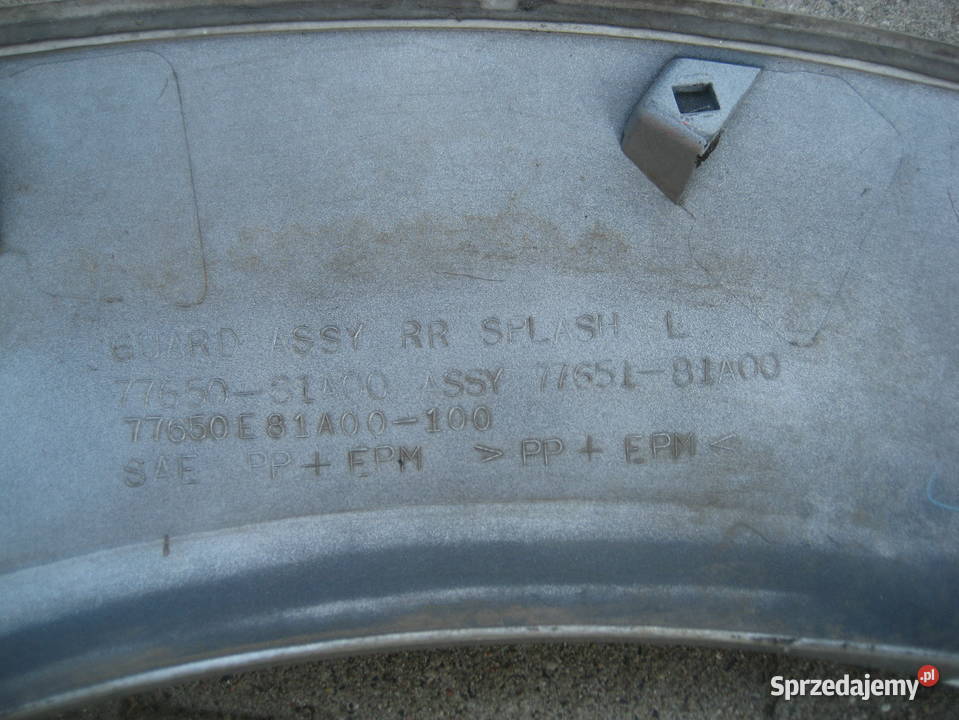 GUARD ASSY RR SPLASH L
77650-81A00 ASSY 77651-81A00
77650E81A00-100
SAE PP+EPM >PP+EPM<
Sprzedajemy.pl